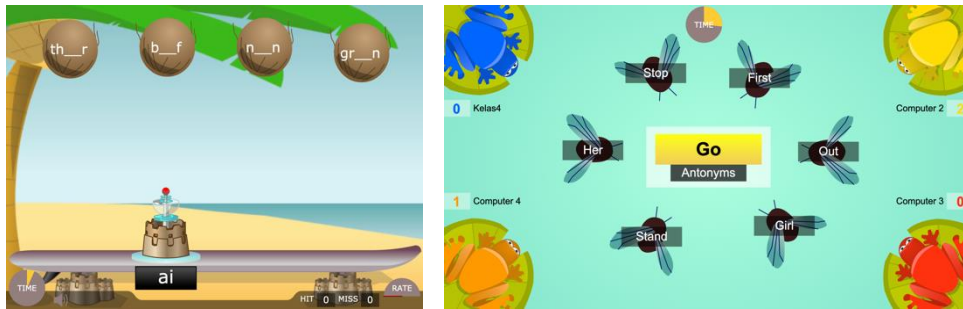 th__r
b__f
n__n
gr__n
ai
TIME
HIT 0 MISS 0
RATE
TIME
Stop
First
0 Kelas4
Computer 2 2
Her
Go
Out
Antonyms
1 Computer 4
Computer 3 0
Stand
Girl